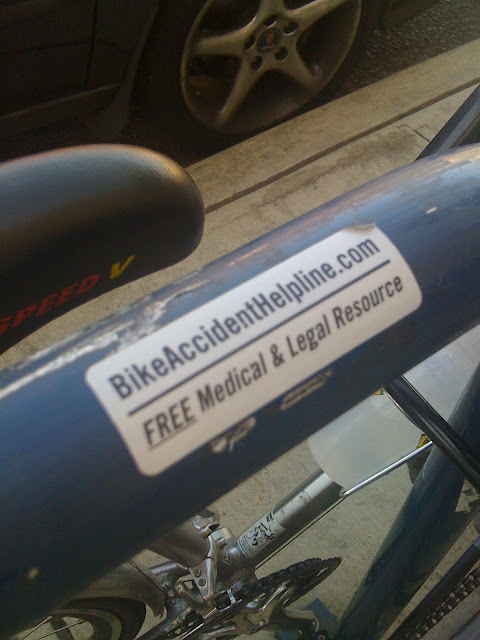 SPEED V
BikeAccidentHelpline.com
FREE Medical & Legal Resource